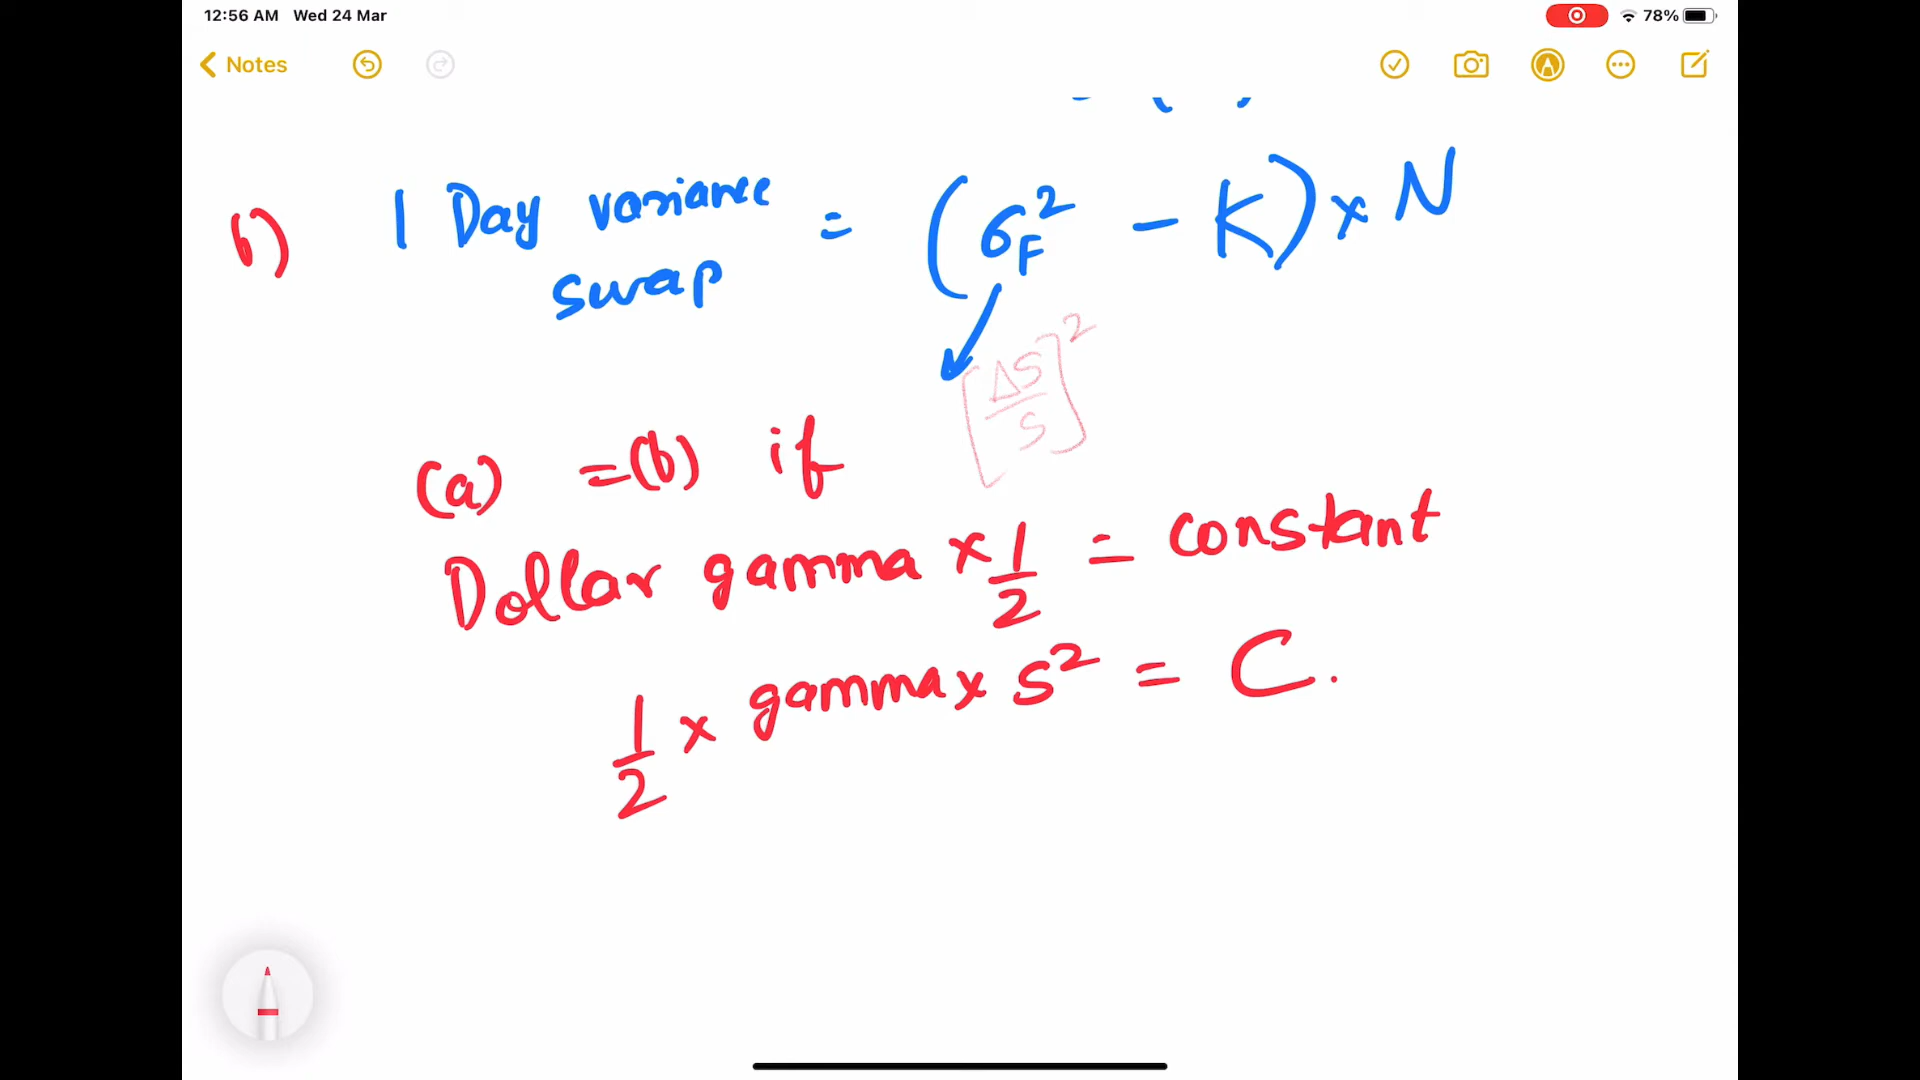 12:56 AM Wed 24 Mar 78%
Notes
b) 1 Day variance swap = (σF² - K) × N
[ΔS/S]²
(a) = (b) if
Dollar gamma × 1/2 = constant
1/2 × gamma × S² = C.